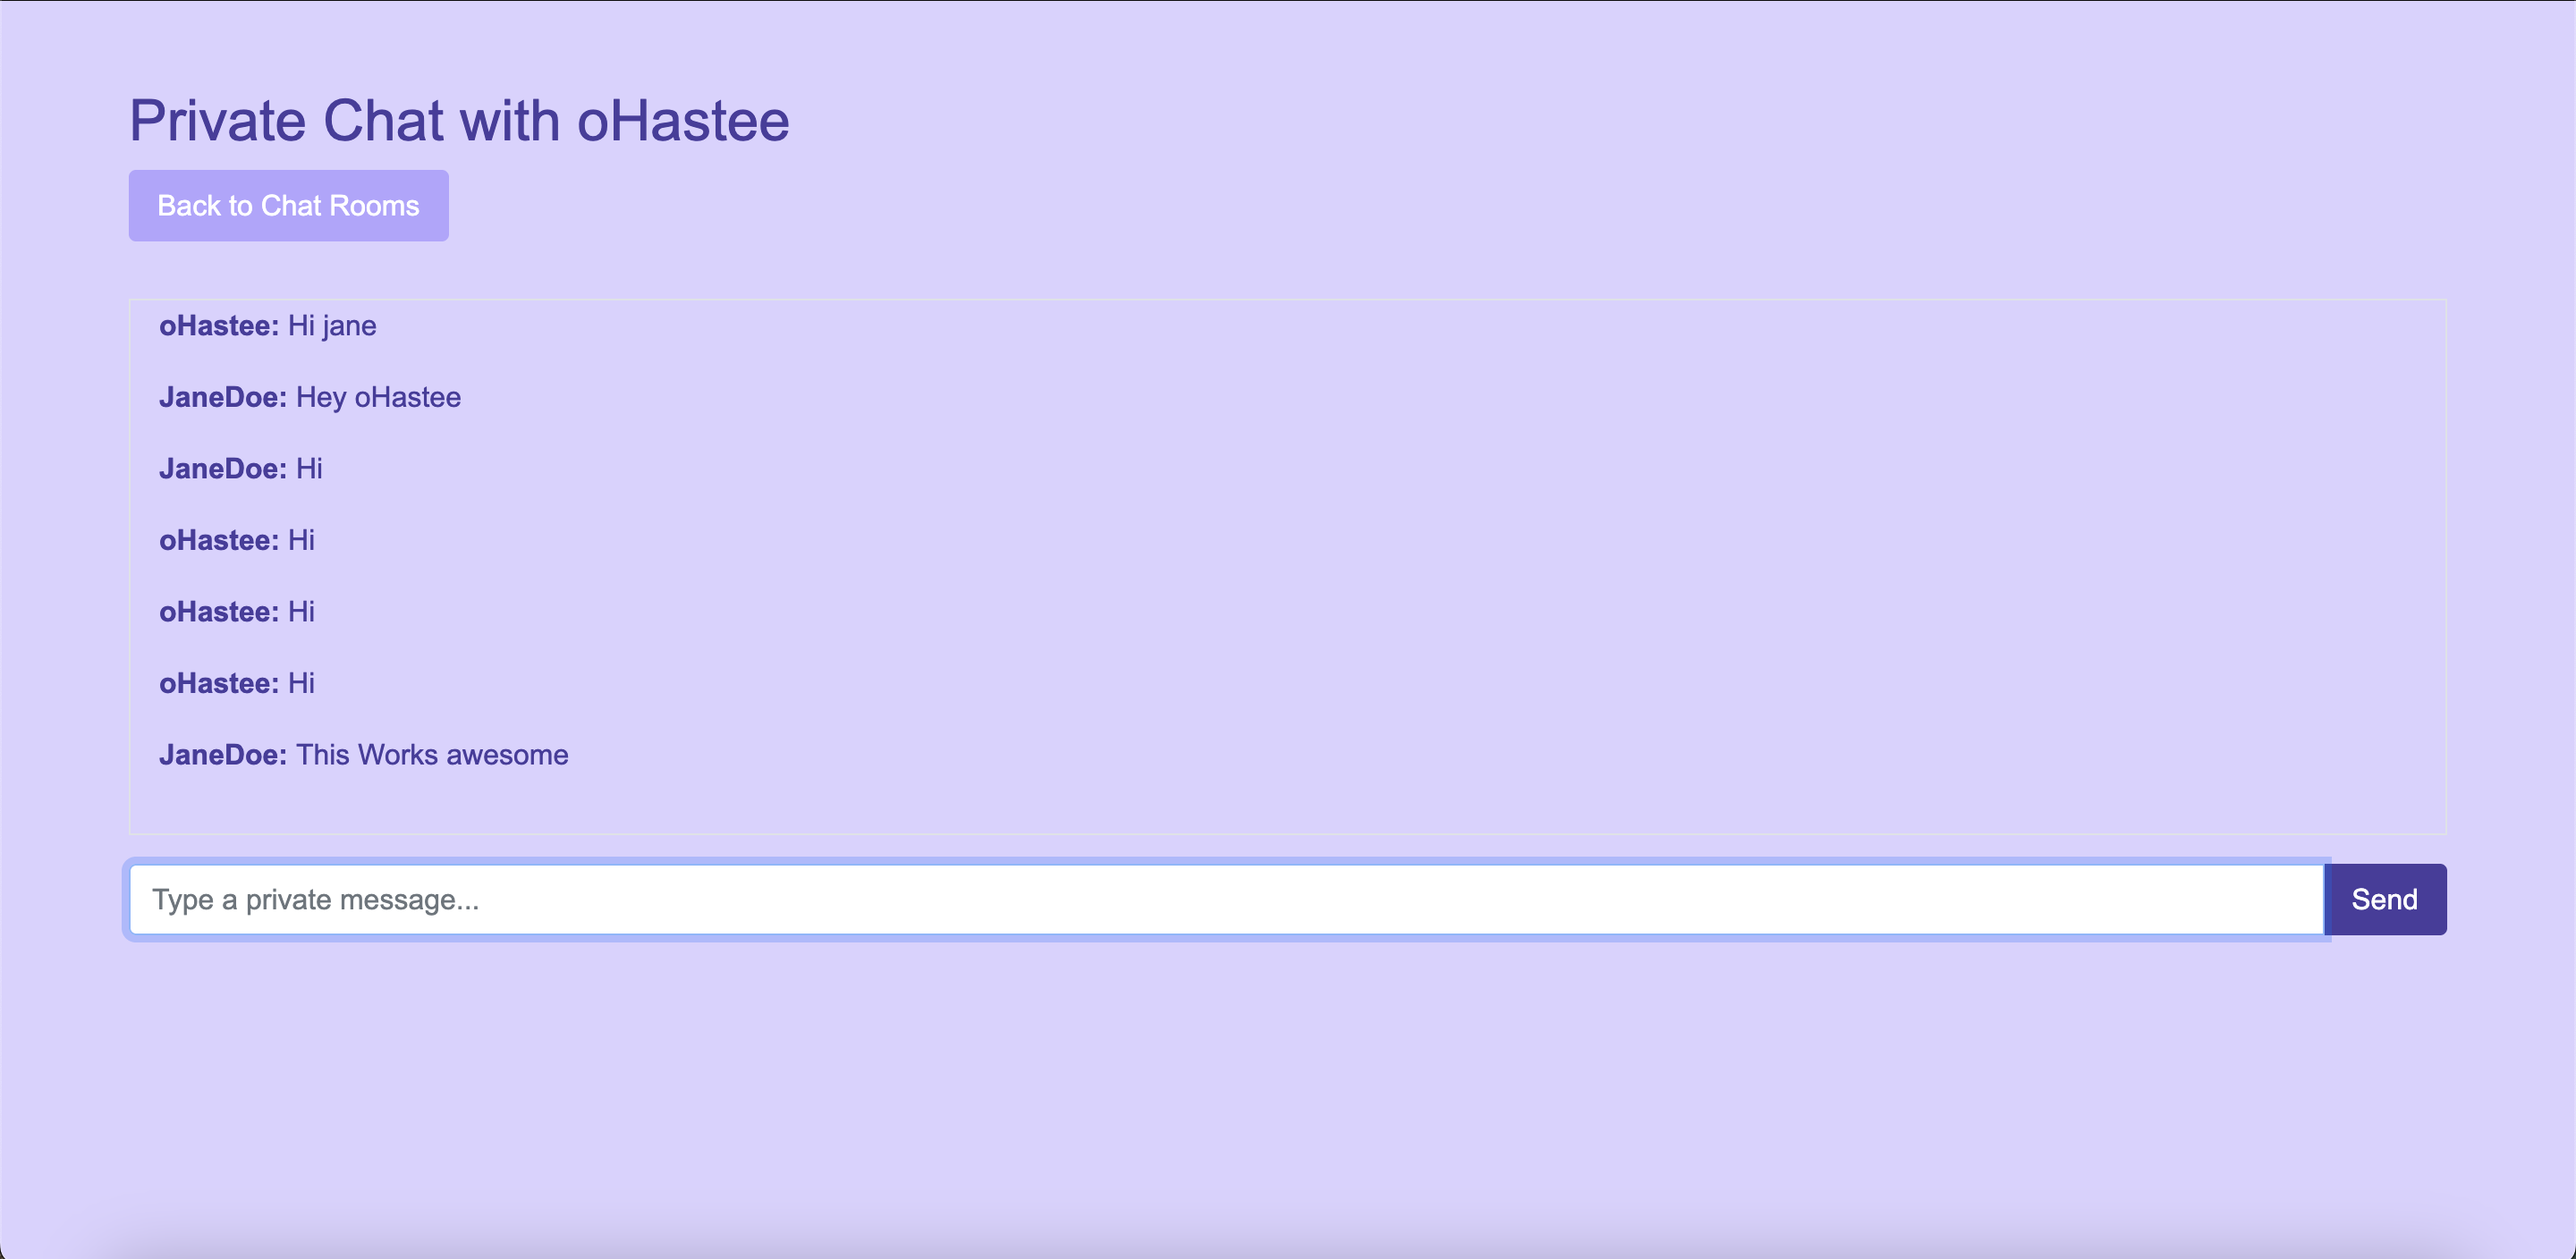 Private Chat with oHastee
Back to Chat Rooms
oHastee: Hi jane
JaneDoe: Hey oHastee
JaneDoe: Hi
oHastee: Hi
oHastee: Hi
oHastee: Hi
JaneDoe: This Works awesome
Type a private message... Send